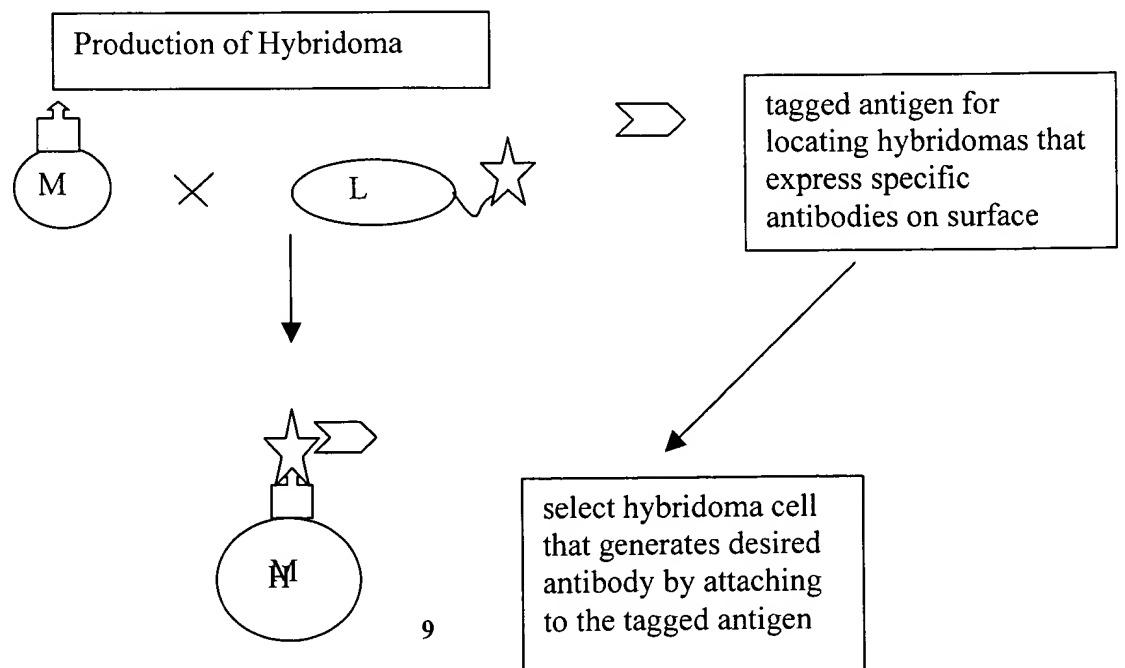 Production of Hybridoma
tagged antigen for
locating hybridomas that
express specific
antibodies on surface
M
L
select hybridoma cell
that generates desired
antibody by attaching
to the tagged antigen
9